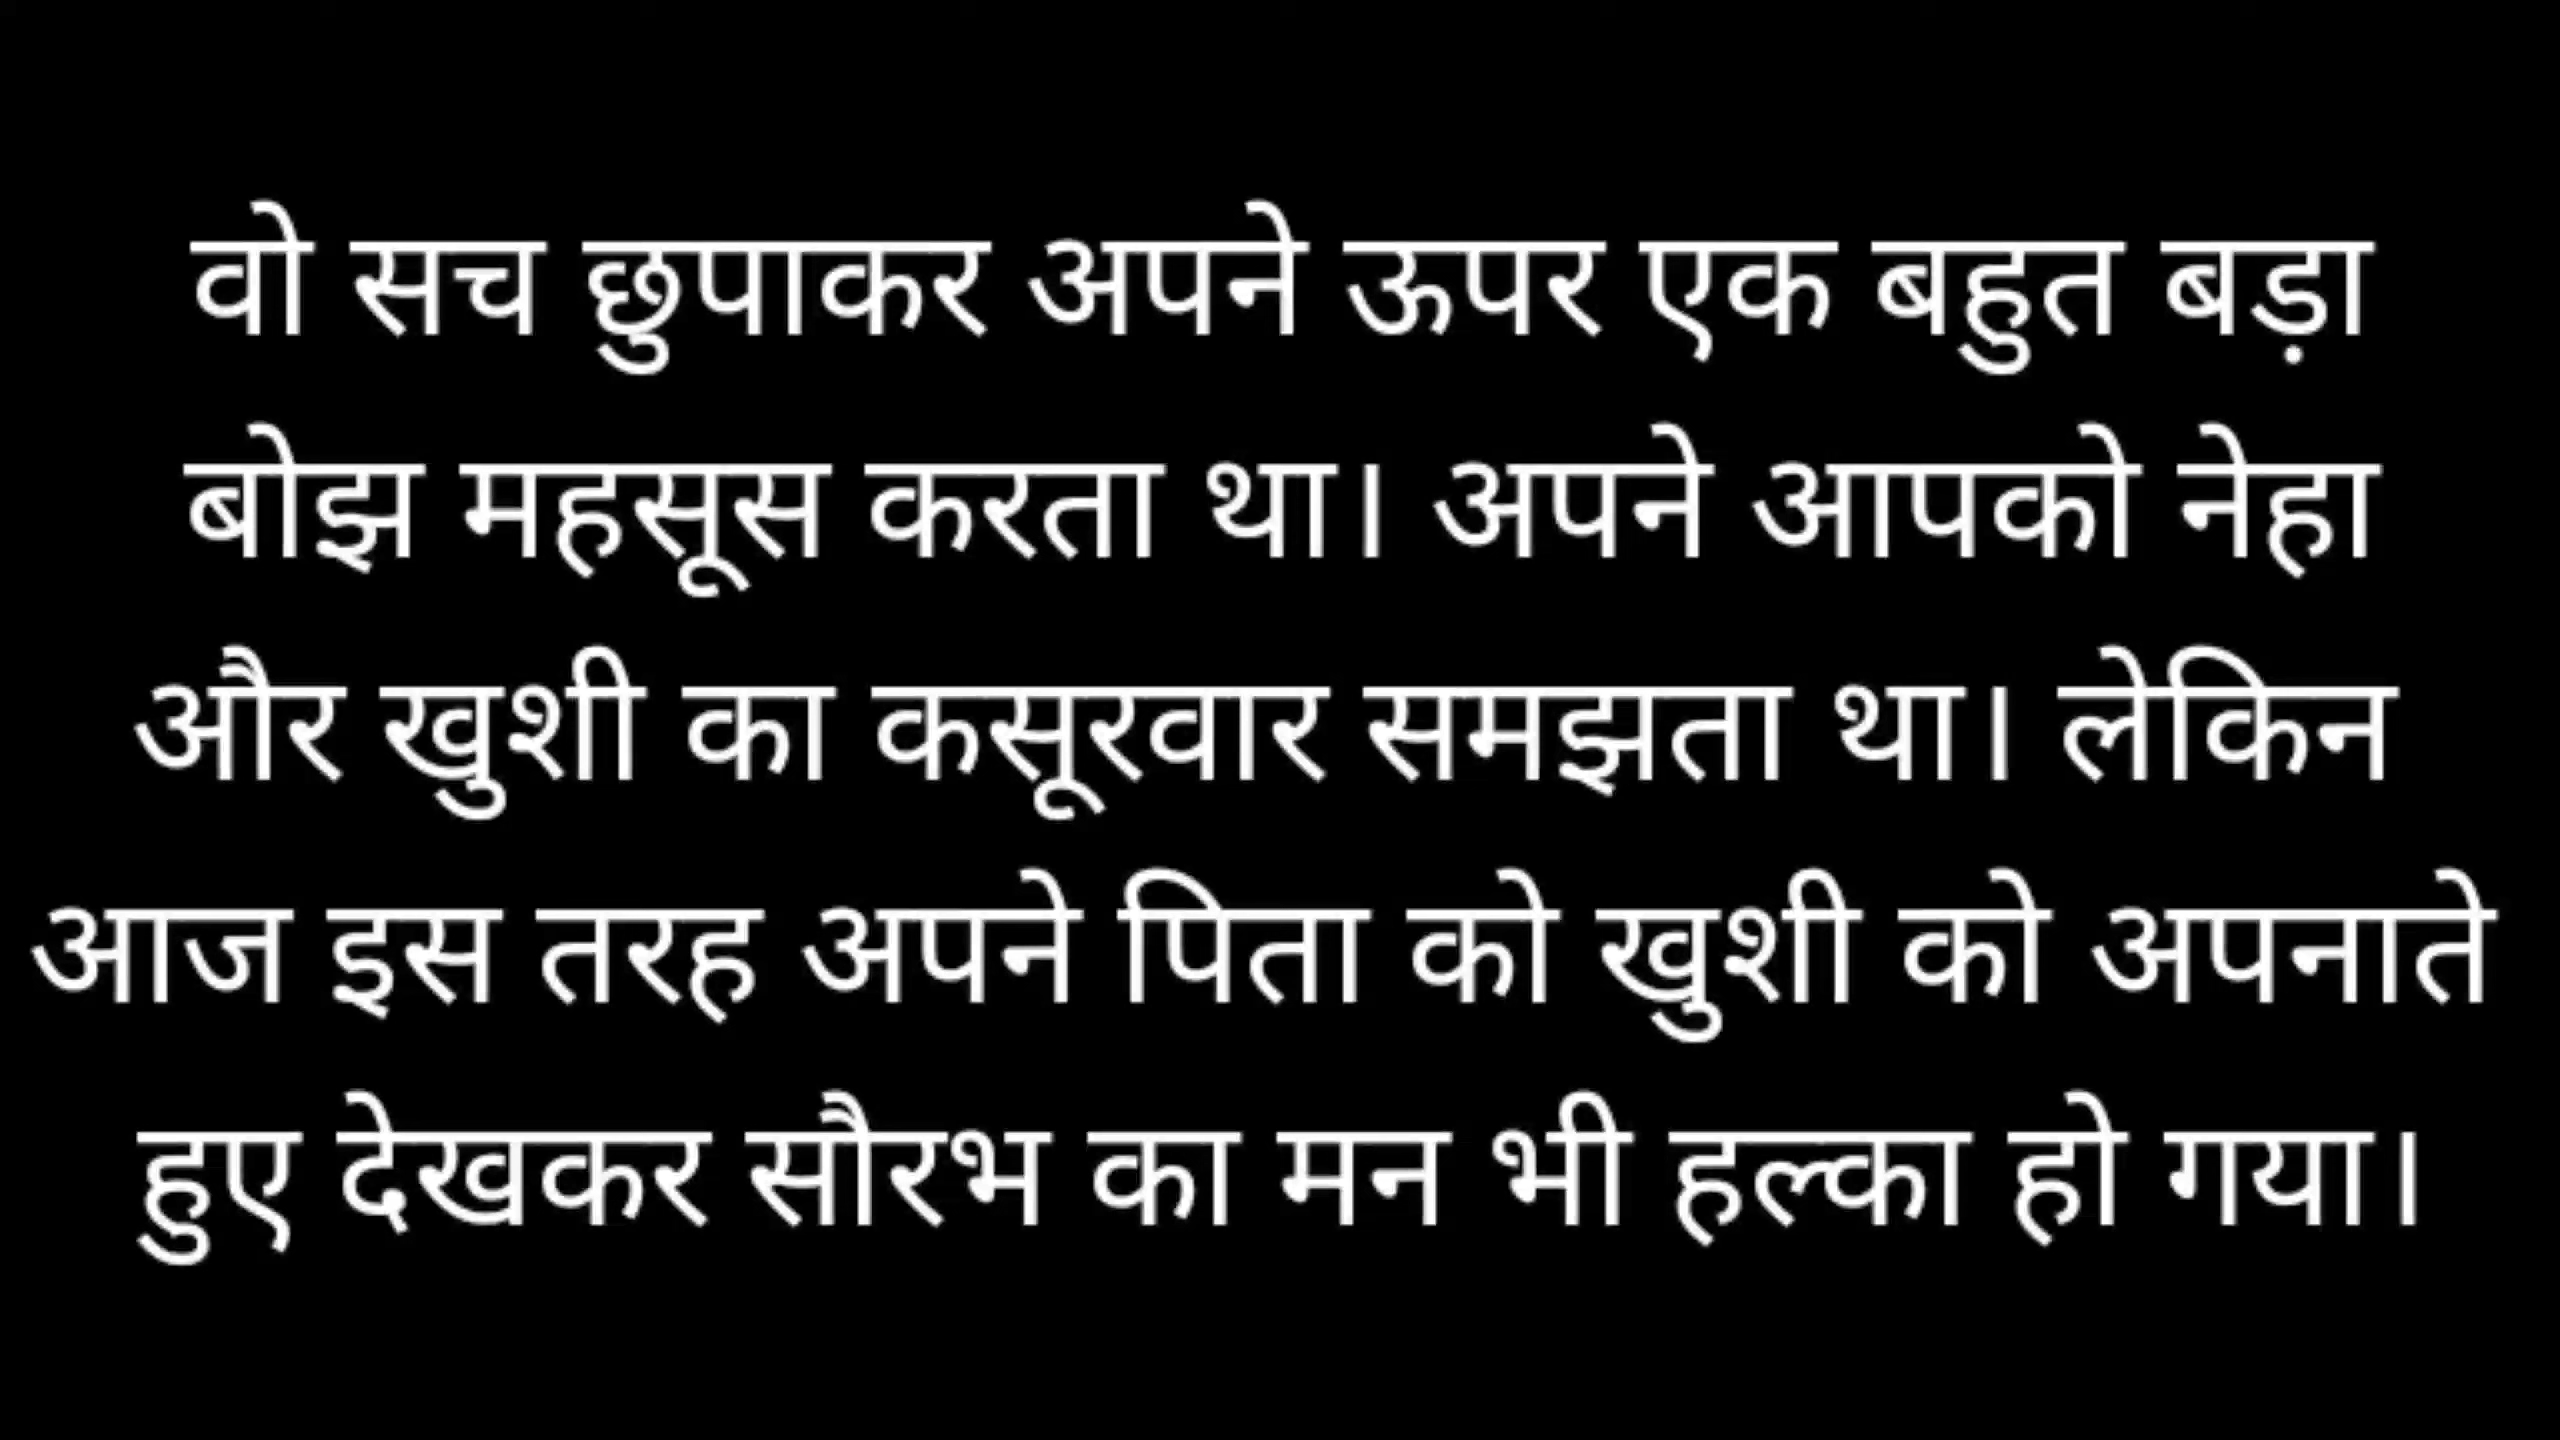 वो सच छुपाकर अपने ऊपर एक बहुत बड़ा
बोझ महसूस करता था। अपने आपको नेहा
और खुशी का कसूरवार समझता था। लेकिन
आज इस तरह अपने पिता को खुशी को अपनाते
हुए देखकर सौरभ का मन भी हल्का हो गया।